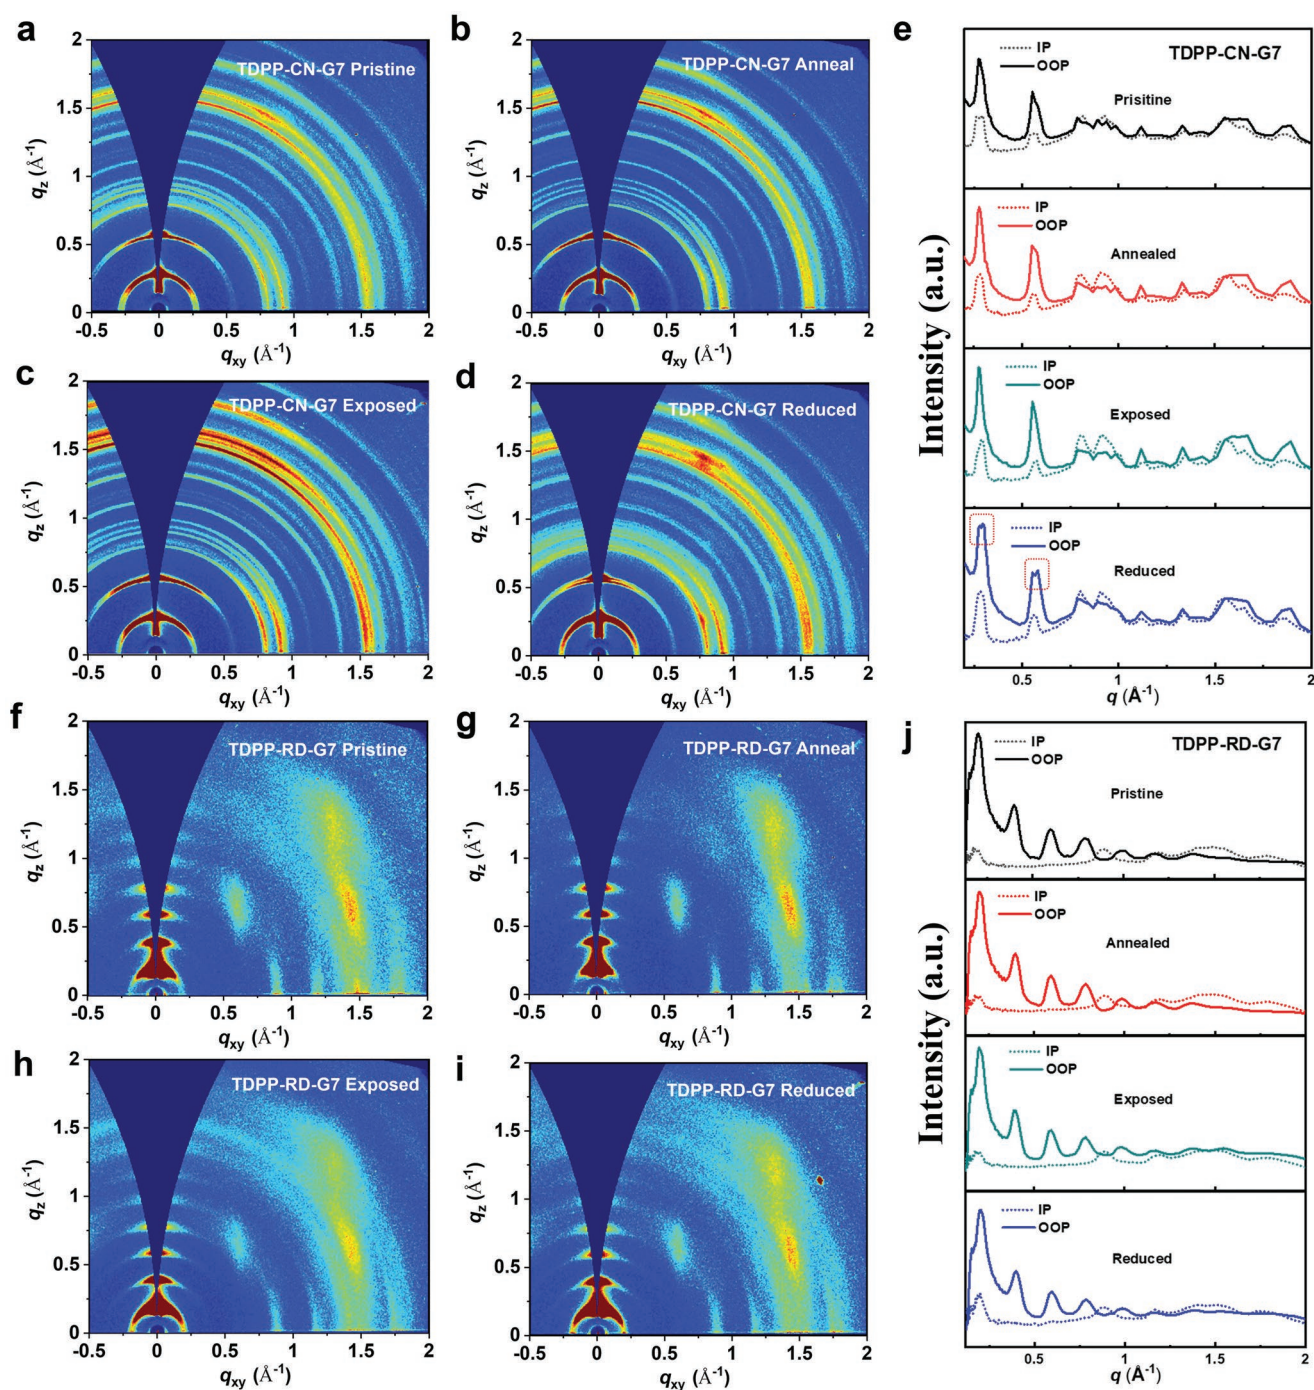 a
TDPP-CN-G7 Pristine
2
1.5
1
0.5
0
qz (Å-1)
-0.5 0 0.5 1 1.5 2
qxy (Å-1)
b
TDPP-CN-G7 Anneal
2
1.5
1
0.5
0
qz (Å-1)
-0.5 0 0.5 1 1.5 2
qxy (Å-1)
c
TDPP-CN-G7 Exposed
2
1.5
1
0.5
0
qz (Å-1)
-0.5 0 0.5 1 1.5 2
qxy (Å-1)
d
TDPP-CN-G7 Reduced
2
1.5
1
0.5
0
qz (Å-1)
-0.5 0 0.5 1 1.5 2
qxy (Å-1)
e
TDPP-CN-G7
IP
OOP
Prisitine
IP
OOP
Annealed
IP
OOP
Exposed
IP
OOP
Reduced
Intensity (a.u.)
0.5 1 1.5 2
q (Å-1)
f
TDPP-RD-G7 Pristine
2
1.5
1
0.5
0
qz (Å-1)
-0.5 0 0.5 1 1.5 2
qxy (Å-1)
g
TDPP-RD-G7 Anneal
2
1.5
1
0.5
0
qz (Å-1)
-0.5 0 0.5 1 1.5 2
qxy (Å-1)
h
TDPP-RD-G7 Exposed
2
1.5
1
0.5
0
qz (Å-1)
-0.5 0 0.5 1 1.5 2
qxy (Å-1)
i
TDPP-RD-G7 Reduced
2
1.5
1
0.5
0
qz (Å-1)
-0.5 0 0.5 1 1.5 2
qxy (Å-1)
j
TDPP-RD-G7
IP
OOP
Pristine
IP
OOP
Annealed
IP
OOP
Exposed
IP
OOP
Reduced
Intensity (a.u.)
0.5 1 1.5 2
q (Å-1)